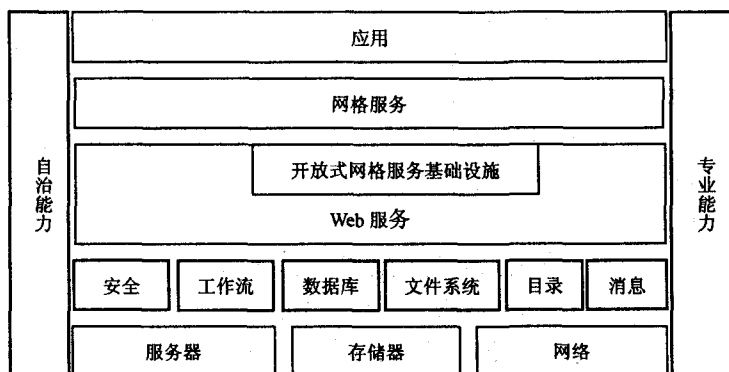 应用
网格服务
开放式网格服务基础设施
Web 服务
安全 工作流 数据库 文件系统 目录 消息
服务器 存储器 网络
自治能力
专业能力